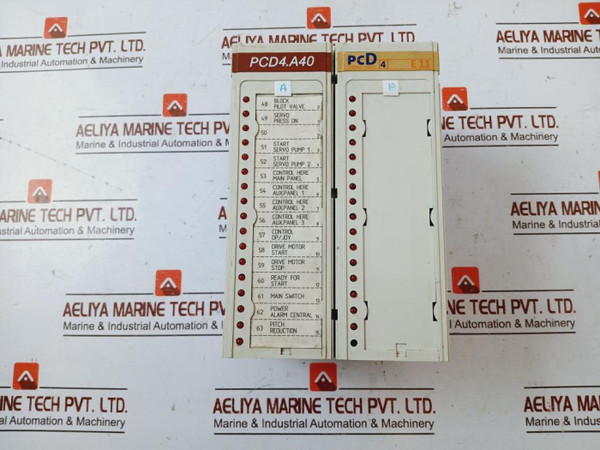 AELIYA MARINE TECH PVT. LTD.
Marine & Industrial Automation & Machinery
PCD4.A40
PCD 4
E11
A
48 BLOCK
PILOT VALVE
49 SERVO
PRESS ON
50
51 START
SERVO PUMP 1
52 START
SERVO PUMP 2
53 CONTROL HERE
MAIN PANEL
54 CONTROL HERE
AUXPANEL 1
55 CONTROL HERE
AUXPANEL 2
56 CONTROL HERE
AUXPANEL 3
57 CONTROL
OP/JOY
58 DRIVE MOTOR
START
59 DRIVE MOTOR
STOP
60 READY FOR
START
61 MAIN SWITCH
62 POWER
ALARM CENTRAL
63 PITCH
REDUCTION